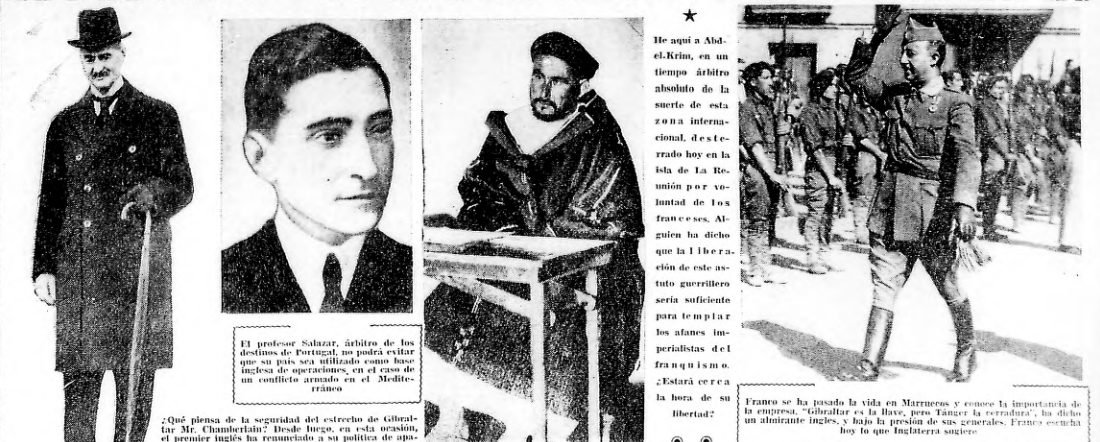 El profesor Salazar, árbitro de los
destinos de Portugal, no podrá evitar
que su país sea utilizado como base
inglesa de operaciones, en el caso de
un conflicto armado en el Medite-
rráneo
¿Qué piensa de la seguridad del estrecho de Gibral-
tar Mr. Chamberlain? Desde luego, en esta ocasión,
el premier inglés ha renunciado a su política de apa-
He aquí a Abd-
el-Krim, en un
tiempo árbitro
absoluto de la
suerte de esta
zona interna-
cional, deste-
rrado hoy en la
isla de La Re-
unión por vo-
luntad de los
franceses. Al-
guien ha dicho
que la libera-
ción de este as-
tuto guerrillero
sería suficiente
para templar
los afanes im-
perialistas del
franquismo.
¿Estará cerca
la hora de su
libertad?
Franco se ha pasado la vida en Marruecos y conoce la importancia de
la empresa. "Gibraltar es la llave, pero Tánger la cerradura", ha dicho
un almirante inglés, y bajo la presión de sus generales, Franco escucha
hoy lo que Inglaterra sugiere